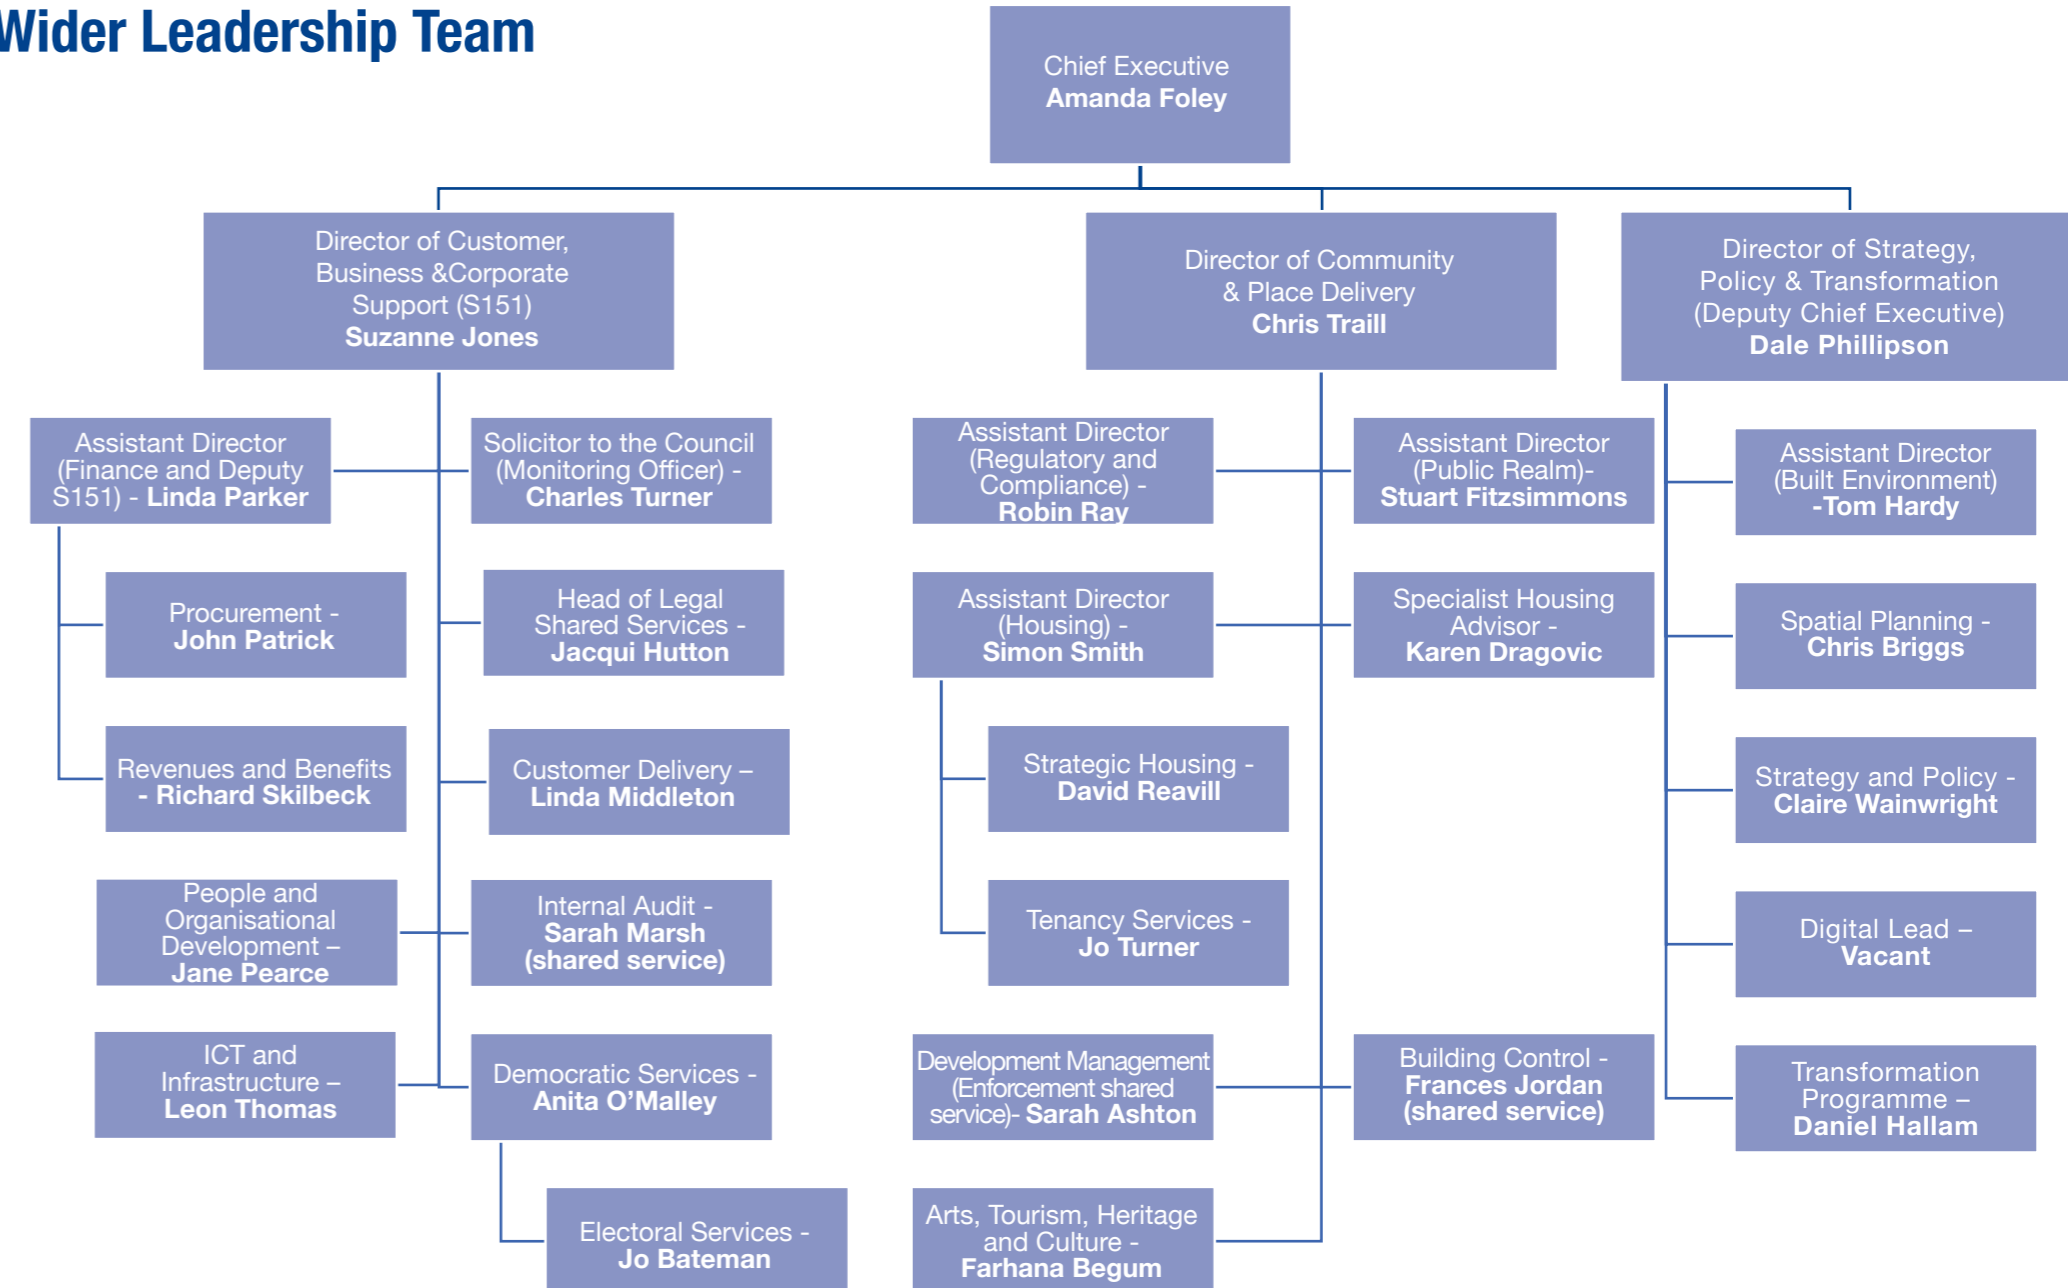 Wider Leadership Team
Chief Executive
Amanda Foley
Director of Customer,
Business &Corporate
Support (S151)
Suzanne Jones
Director of Community
& Place Delivery
Chris Traill
Director of Strategy,
Policy & Transformation
(Deputy Chief Executive)
Dale Phillipson
Assistant Director
(Finance and Deputy
S151) - Linda Parker
Solicitor to the Council
(Monitoring Officer) -
Charles Turner
Procurement -
John Patrick
Head of Legal
Shared Services -
Jacqui Hutton
Revenues and Benefits
- Richard Skilbeck
Customer Delivery –
Linda Middleton
People and
Organisational
Development –
Jane Pearce
Internal Audit -
Sarah Marsh
(shared service)
ICT and
Infrastructure –
Leon Thomas
Democratic Services -
Anita O’Malley
Electoral Services -
Jo Bateman
Assistant Director
(Regulatory and
Compliance) -
Robin Ray
Assistant Director
(Public Realm)-
Stuart Fitzsimmons
Assistant Director
(Housing) -
Simon Smith
Specialist Housing
Advisor -
Karen Dragovic
Strategic Housing -
David Reavill
Tenancy Services -
Jo Turner
Development Management
(Enforcement shared
service)- Sarah Ashton
Building Control -
Frances Jordan
(shared service)
Arts, Tourism, Heritage
and Culture -
Farhana Begum
Assistant Director
(Built Environment)
-Tom Hardy
Spatial Planning -
Chris Briggs
Strategy and Policy -
Claire Wainwright
Digital Lead –
Vacant
Transformation
Programme –
Daniel Hallam